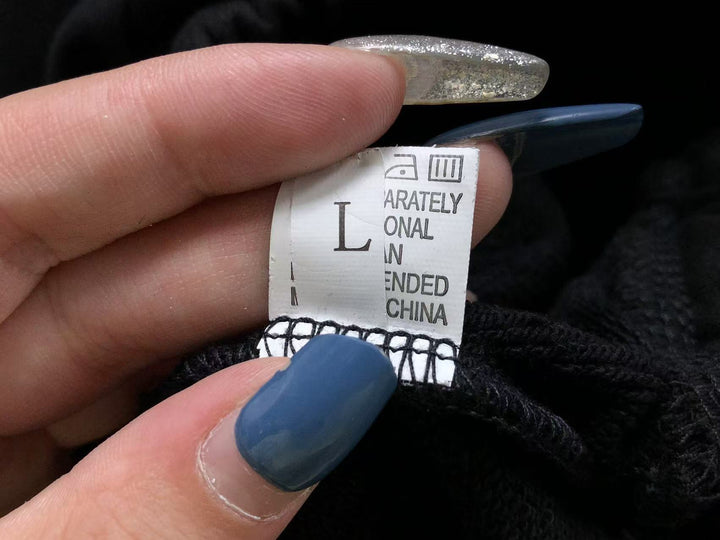 L
ARATELY
ONAL
AN
ENDED
CHINA